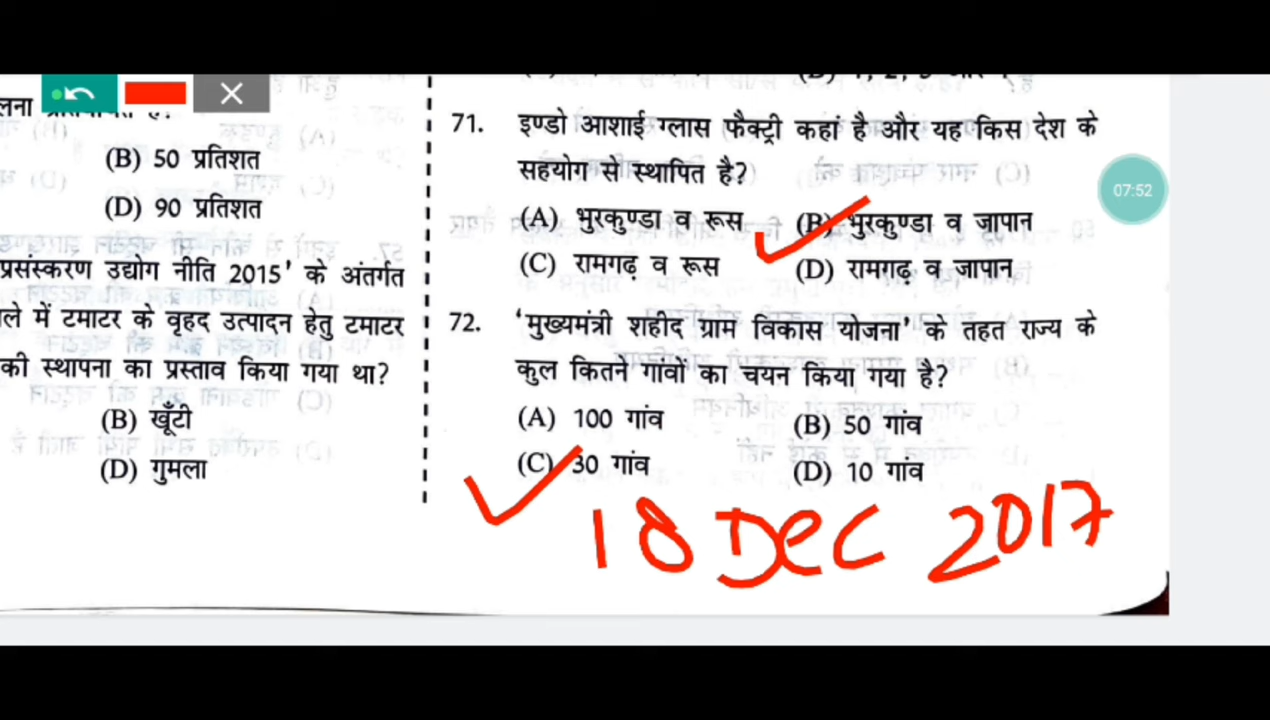 (B) 50 प्रतिशत
(D) 90 प्रतिशत
प्रसंस्करण उद्योग नीति 2015' के अंतर्गत
में टमाटर के वृहद उत्पादन हेतु टमाटर
की स्थापना का प्रस्ताव किया गया था?
(B) खूँटी
(D) गुमला
71. इण्डो आशाई ग्लास फैक्ट्री कहां है और यह किस देश के
सहयोग से स्थापित है?
(A) भुरकुण्डा व रूस (B) भुरकुण्डा व जापान
(C) रामगढ़ व रूस (D) रामगढ़ व जापान
72. 'मुख्यमंत्री शहीद ग्राम विकास योजना' के तहत राज्य के
कुल कितने गांवों का चयन किया गया है?
(A) 100 गांव (B) 50 गांव
(C) 30 गांव (D) 10 गांव
18 Dec 2017
07:52